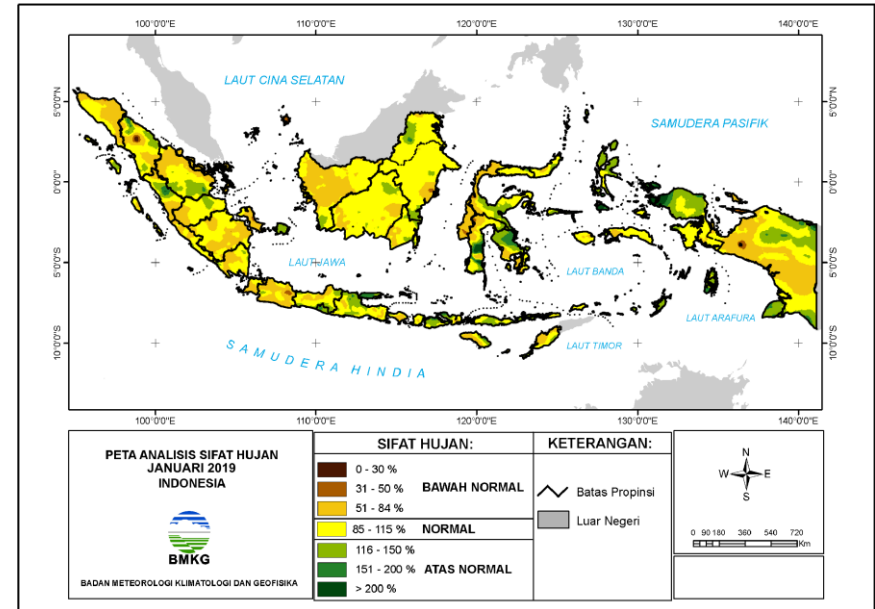 100°0'0"E 110°0'0"E 120°0'0"E 130°0'0"E 140°0'0"E
5°0'0"N 5°0'0"N
0°0'0" 0°0'0"
5°0'0"S 5°0'0"S
10°0'0"S 10°0'0"S
LAUT CINA SELATAN
SAMUDERA PASIFIK
LAUT JAWA
LAUT BANDA
LAUT ARAFURA
LAUT TIMOR
SAMUDERA HINDIA
100°0'0"E 110°0'0"E 120°0'0"E 130°0'0"E 140°0'0"E
PETA ANALISIS SIFAT HUJAN
JANUARI 2019
INDONESIA
BMKG
BADAN METEOROLOGI KLIMATOLOGI DAN GEOFISIKA
SIFAT HUJAN:
0 - 30 %
31 - 50 % BAWAH NORMAL
51 - 84 %
85 - 115 % NORMAL
116 - 150 %
151 - 200 % ATAS NORMAL
> 200 %
KETERANGAN:
Batas Propinsi
Luar Negeri
N
W E
S
0 90 180 360 540 720
Km